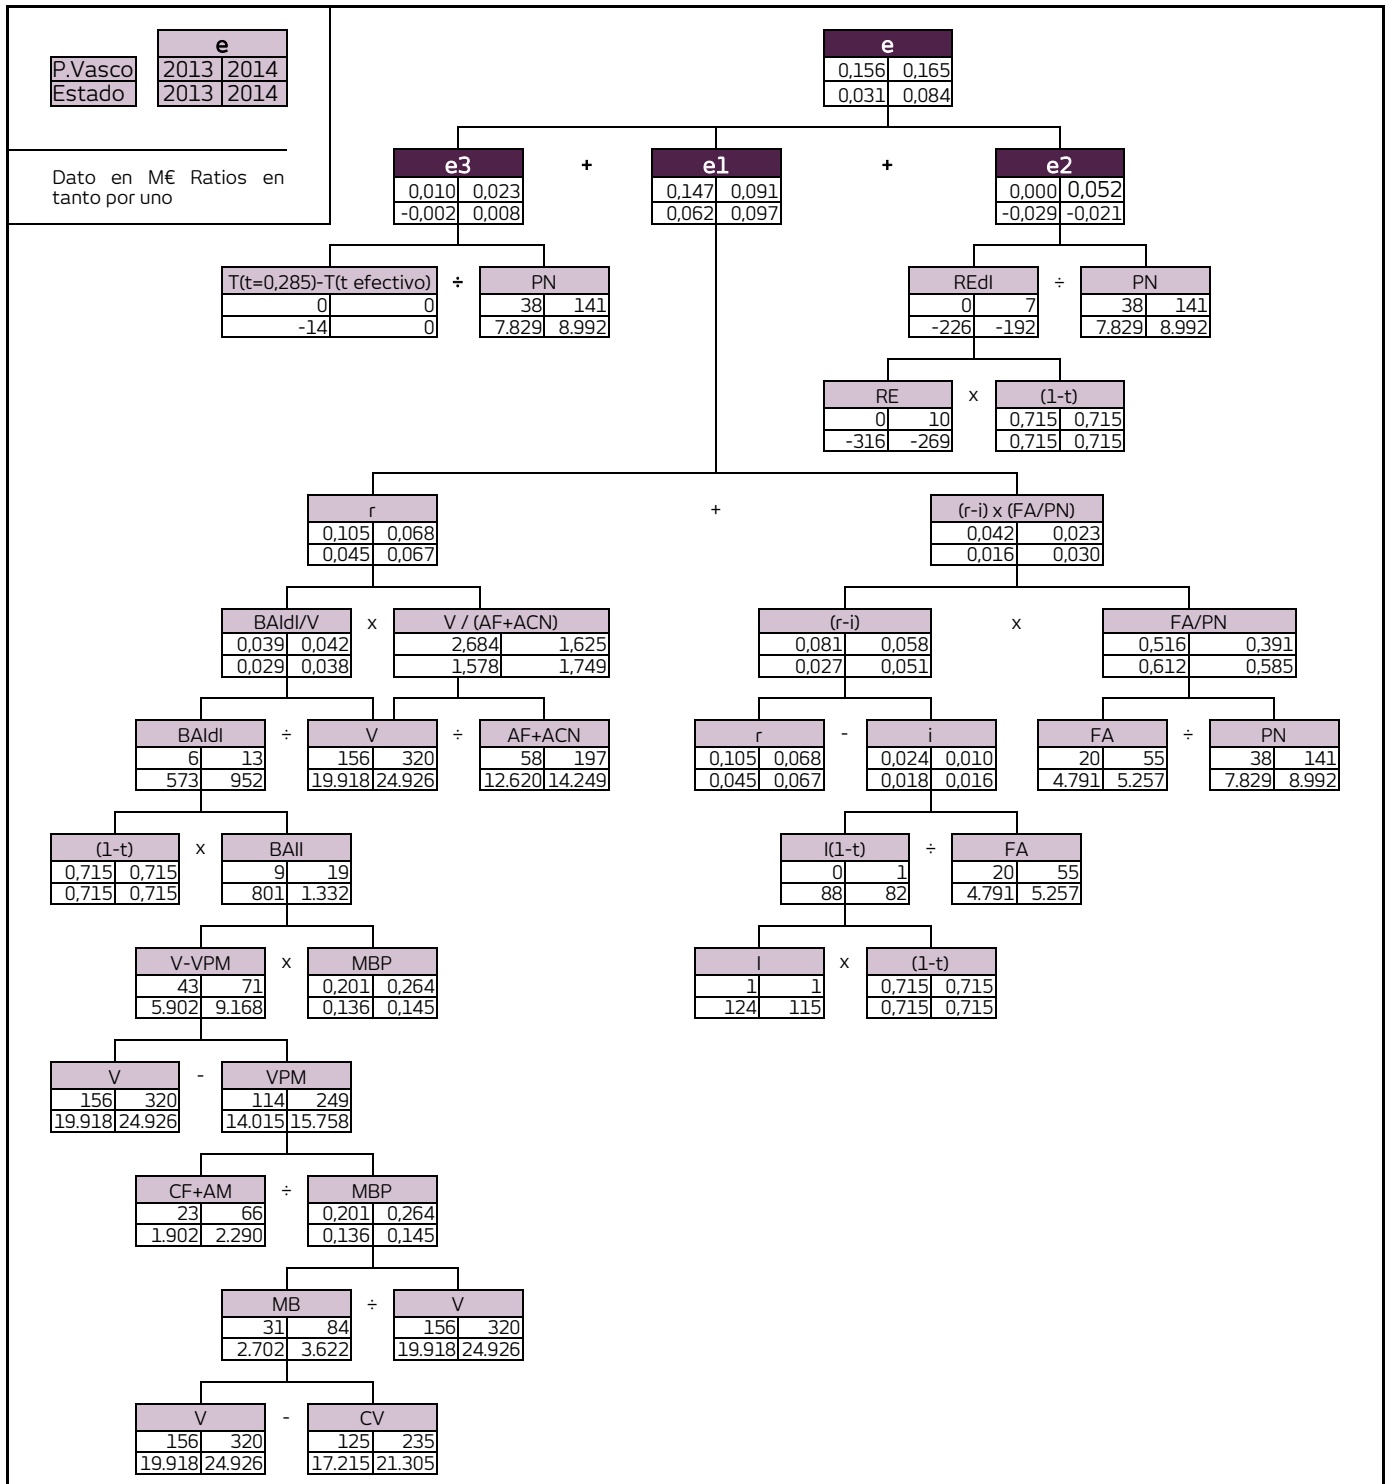 e
P.Vasco 2013 2014
Estado 2013 2014
Dato en M€ Ratios en
tanto por uno
e
0,156 0,165
0,031 0,084
e3 + e1 + e2
0,010 0,023 0,147 0,091 0,000 0,052
-0,002 0,008 0,062 0,097 -0,029 -0,021
T(t=0,285)-T(t efectivo) ÷ PN REdI ÷ PN
0 0 38 141 0 7 38 141
-14 0 7.829 8.992 -226 -192 7.829 8.992
RE x (1-t)
0 10 0,715 0,715
-316 -269 0,715 0,715
r + (r-i) x (FA/PN)
0,105 0,068 0,042 0,023
0,045 0,067 0,016 0,030
BAIdI/V x V / (AF+ACN) (r-i) x FA/PN
0,039 0,042 2,684 1,625 0,081 0,058 0,516 0,391
0,029 0,038 1,578 1,749 0,027 0,051 0,612 0,585
BAIdI ÷ V ÷ AF+ACN r - i FA ÷ PN
6 13 156 320 58 197 0,105 0,068 0,024 0,010 20 55 38 141
573 952 19.918 24.926 12.620 14.249 0,045 0,067 0,018 0,016 4.791 5.257 7.829 8.992
(1-t) x BAII I(1-t) ÷ FA
0,715 0,715 9 19 0 1 20 55
0,715 0,715 801 1.332 88 82 4.791 5.257
V-VPM x MBP I x (1-t)
43 71 0,201 0,264 1 1 0,715 0,715
5.902 9.168 0,136 0,145 124 115 0,715 0,715
V - VPM
156 320 114 249
19.918 24.926 14.015 15.758
CF+AM ÷ MBP
23 66 0,201 0,264
1.902 2.290 0,136 0,145
MB ÷ V
31 84 156 320
2.702 3.622 19.918 24.926
V - CV
156 320 125 235
19.918 24.926 17.215 21.305